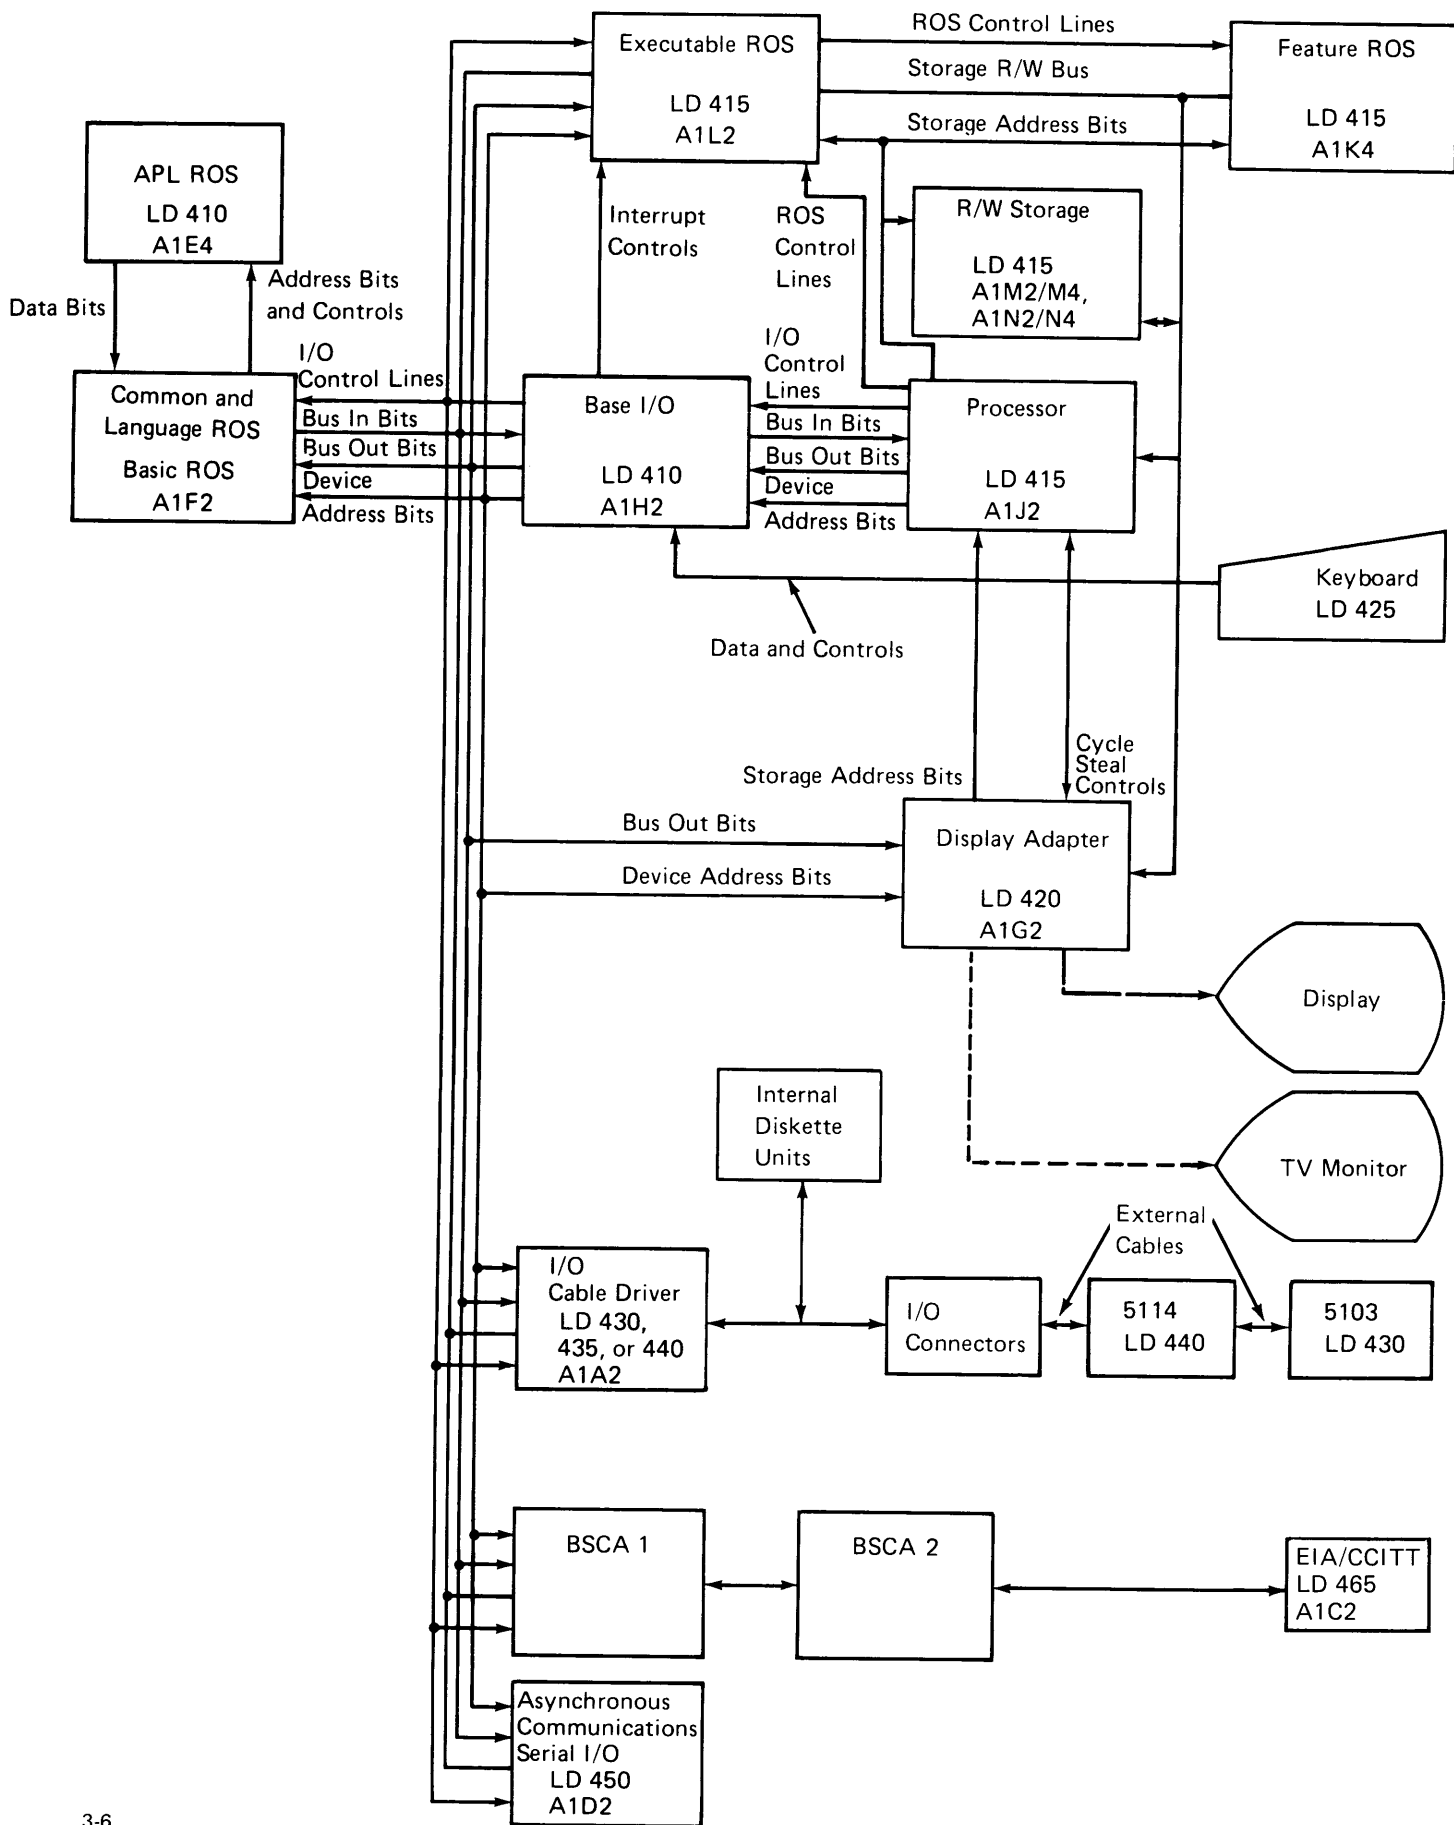 ROS Control Lines
Executable ROS
LD 415
A1L2
Storage R/W Bus
Storage Address Bits
Feature ROS
LD 415
A1K4
APL ROS
LD 410
A1E4
Interrupt
Controls
ROS
Control
Lines
R/W Storage
LD 415
A1M2/M4,
A1N2/N4
Data Bits
Address Bits
and Controls
I/O
Control Lines
Bus In Bits
Bus Out Bits
Device
Address Bits
Common and
Language ROS
Basic ROS
A1F2
Base I/O
LD 410
A1H2
I/O
Control
Lines
Bus In Bits
Bus Out Bits
Device
Address Bits
Processor
LD 415
A1J2
Keyboard
LD 425
Data and Controls
Storage Address Bits
Cycle
Steal
Controls
Bus Out Bits
Device Address Bits
Display Adapter
LD 420
A1G2
Display
TV Monitor
Internal
Diskette
Units
External
Cables
I/O
Cable Driver
LD 430,
435, or 440
A1A2
I/O
Connectors
5114
LD 440
5103
LD 430
BSCA 1
BSCA 2
EIA/CCITT
LD 465
A1C2
Asynchronous
Communications
Serial I/O
LD 450
A1D2
3-6